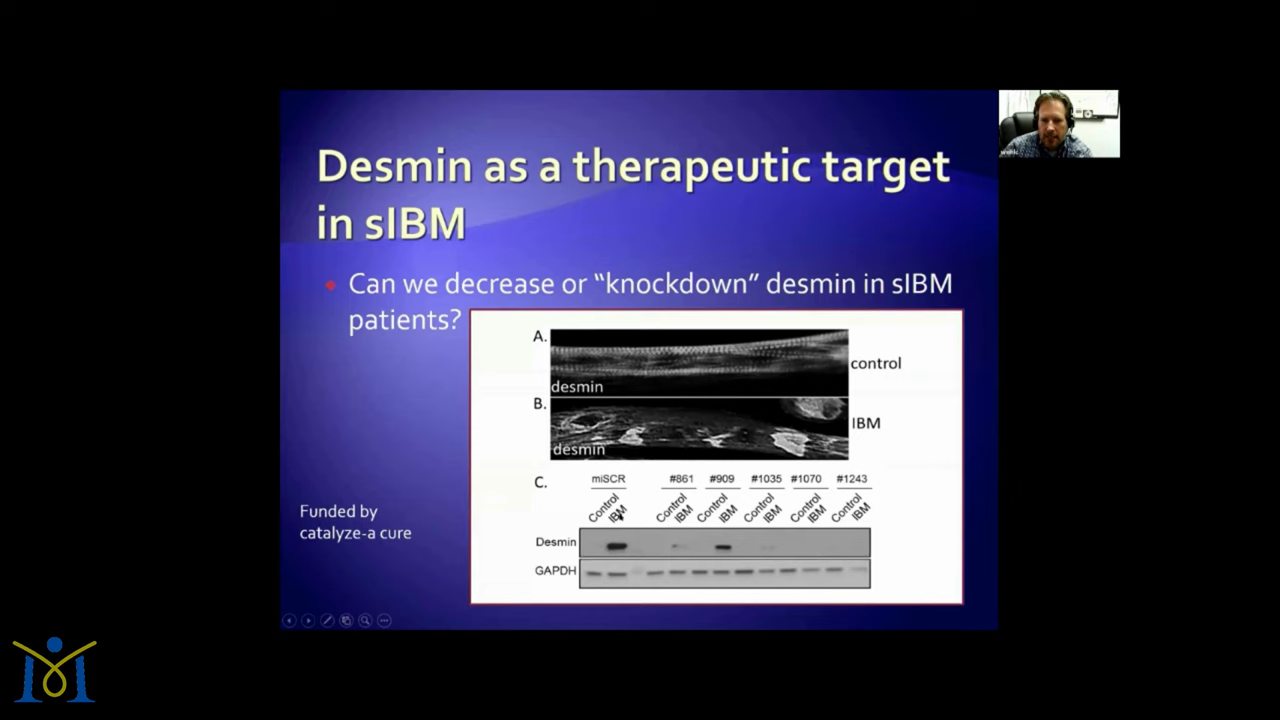 Desmin as a therapeutic target
in sIBM
• Can we decrease or “knockdown” desmin in sIBM
patients?
A.
desmin
control
B.
desmin
IBM
C.
miSCR #861 #909 #1035 #1070 #1243
Control IBM Control IBM Control IBM Control IBM Control IBM Control IBM
Desmin
GAPDH
Funded by
catalyze-a cure